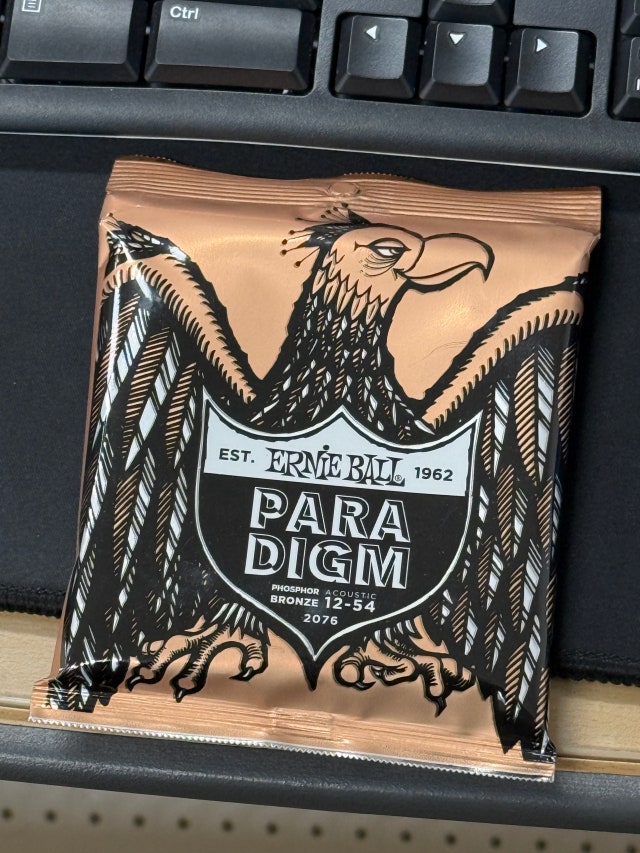 Ctrl
EST. ERNIE BALL® 1962
PARA
DIGM
PHOSPHOR ACOUSTIC
BRONZE 12-54
2076